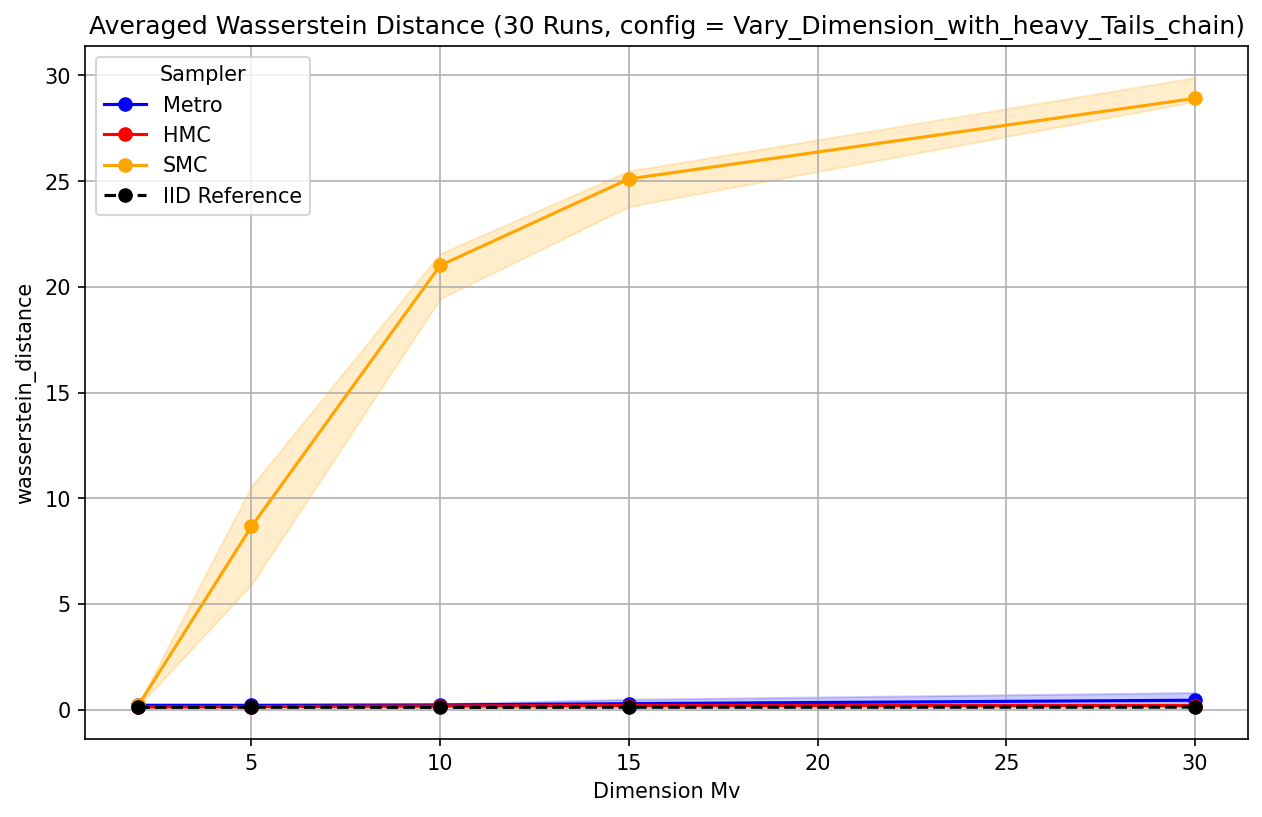 Averaged Wasserstein Distance (30 Runs, config = Vary_Dimension_with_heavy_Tails_chain)
Sampler
Metro
HMC
SMC
IID Reference
wasserstein_distance
30
25
20
15
10
5
0
5
10
15
20
25
30
Dimension Mv